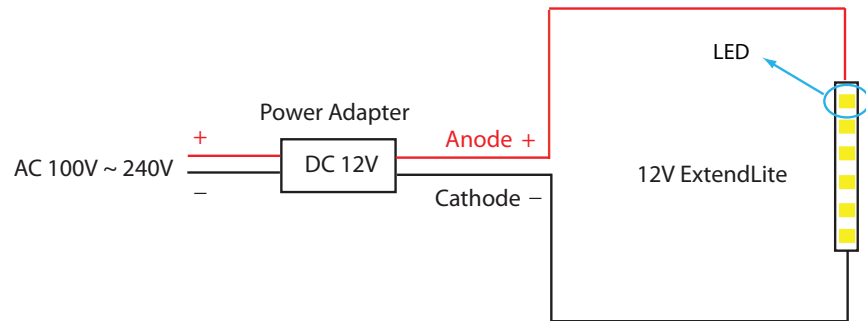 LED
Power Adapter
+
Anode +
AC 100V ~ 240V
DC 12V
12V ExtendLite
−
Cathode −